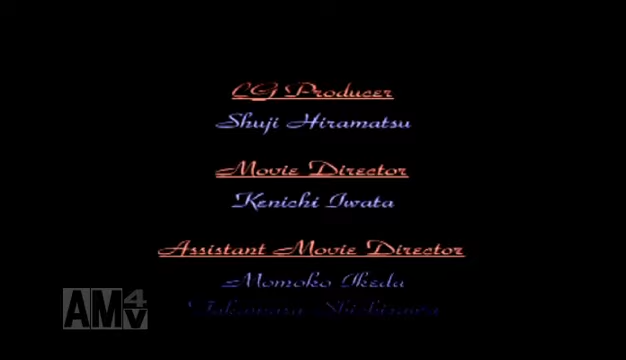 CG Producer
Shuji Hiramatsu
Movie Director
Kenichi Iwata
Assistant Movie Director
Momoko Ikeda
AM4V